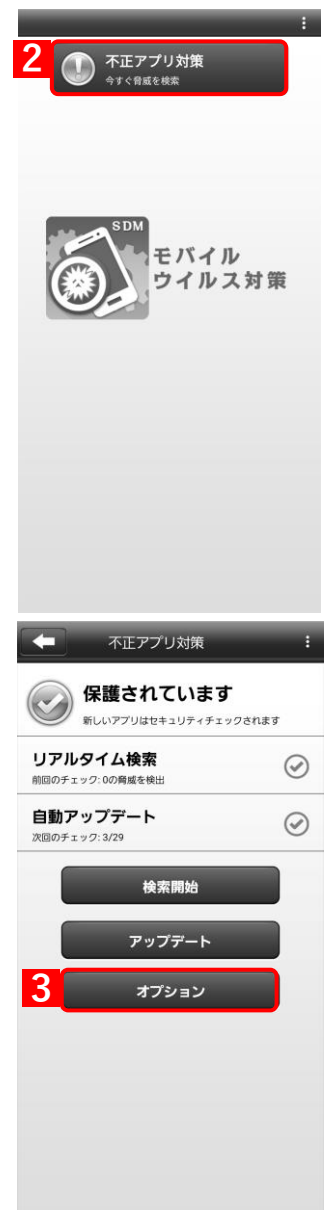 2
不正アプリ対策
今すぐ脅威を検索
SDM
モバイル
ウイルス対策
不正アプリ対策
保護されています
新しいアプリはセキュリティチェックされます
リアルタイム検索
前回のチェック: 0の脅威を検出
自動アップデート
次回のチェック: 3/29
検索開始
アップデート
3
オプション